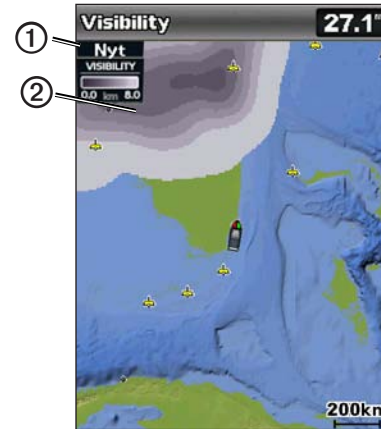 Visibility 27.1
① Nyt
VISIBILITY
0.0 km 8.0
②
200km